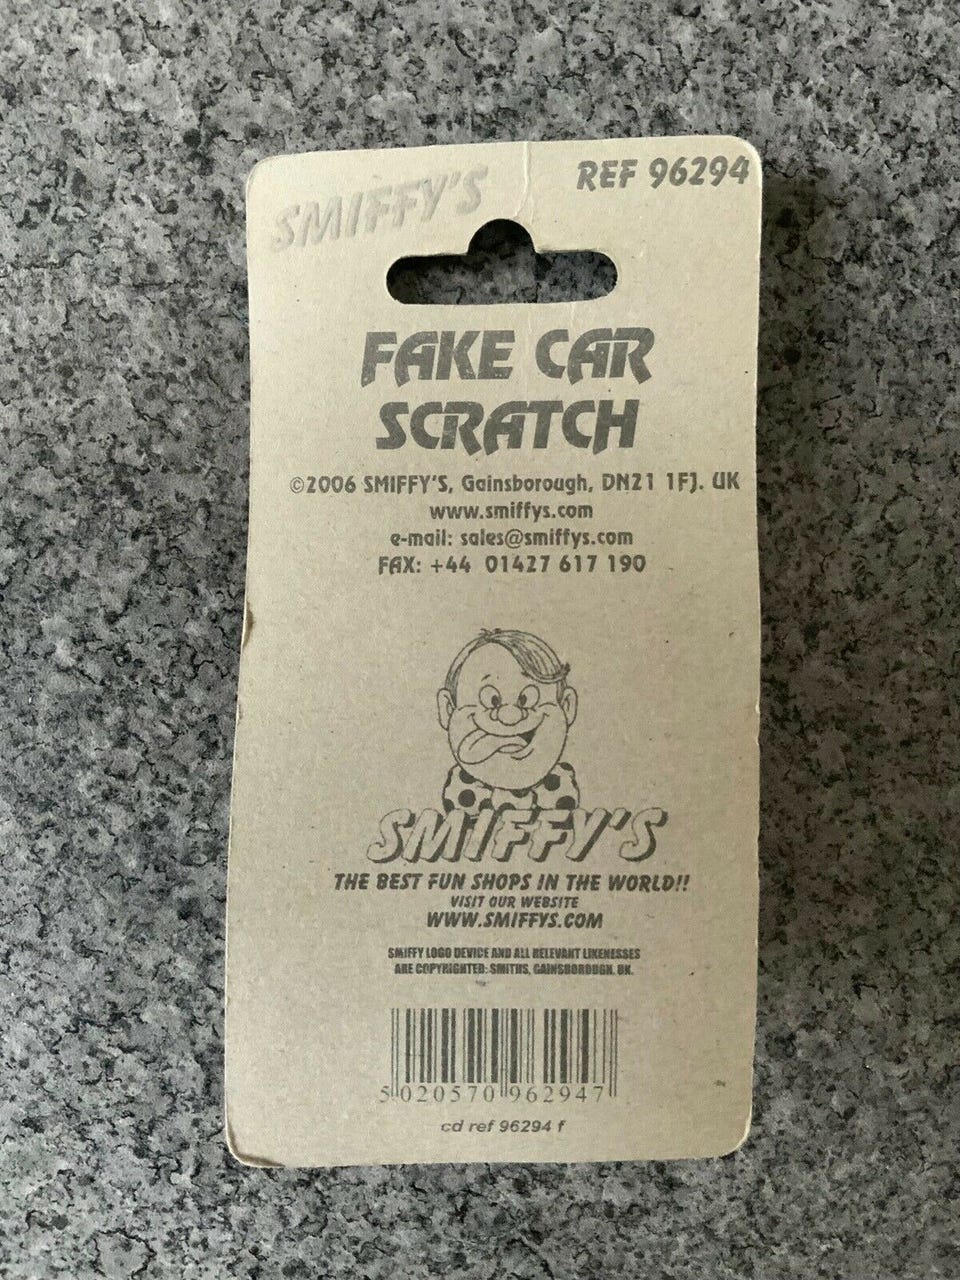 SMIFFY'S
REF 96294
FAKE CAR
SCRATCH
©2006 SMIFFY'S, Gainsborough, DN21 1FJ. UK
www.smiffys.com
e-mail: sales@smiffys.com
FAX: +44 01427 617 190
SMIFFY'S
THE BEST FUN SHOPS IN THE WORLD!!
VISIT OUR WEBSITE
WWW.SMIFFYS.COM
SMIFFY LOGO DEVICE AND ALL RELEVANT LIKENESSES
ARE COPYRIGHTED: SMITHS, GAINSBOROUGH. UK.
5 020570 962947
cd ref 96294 f